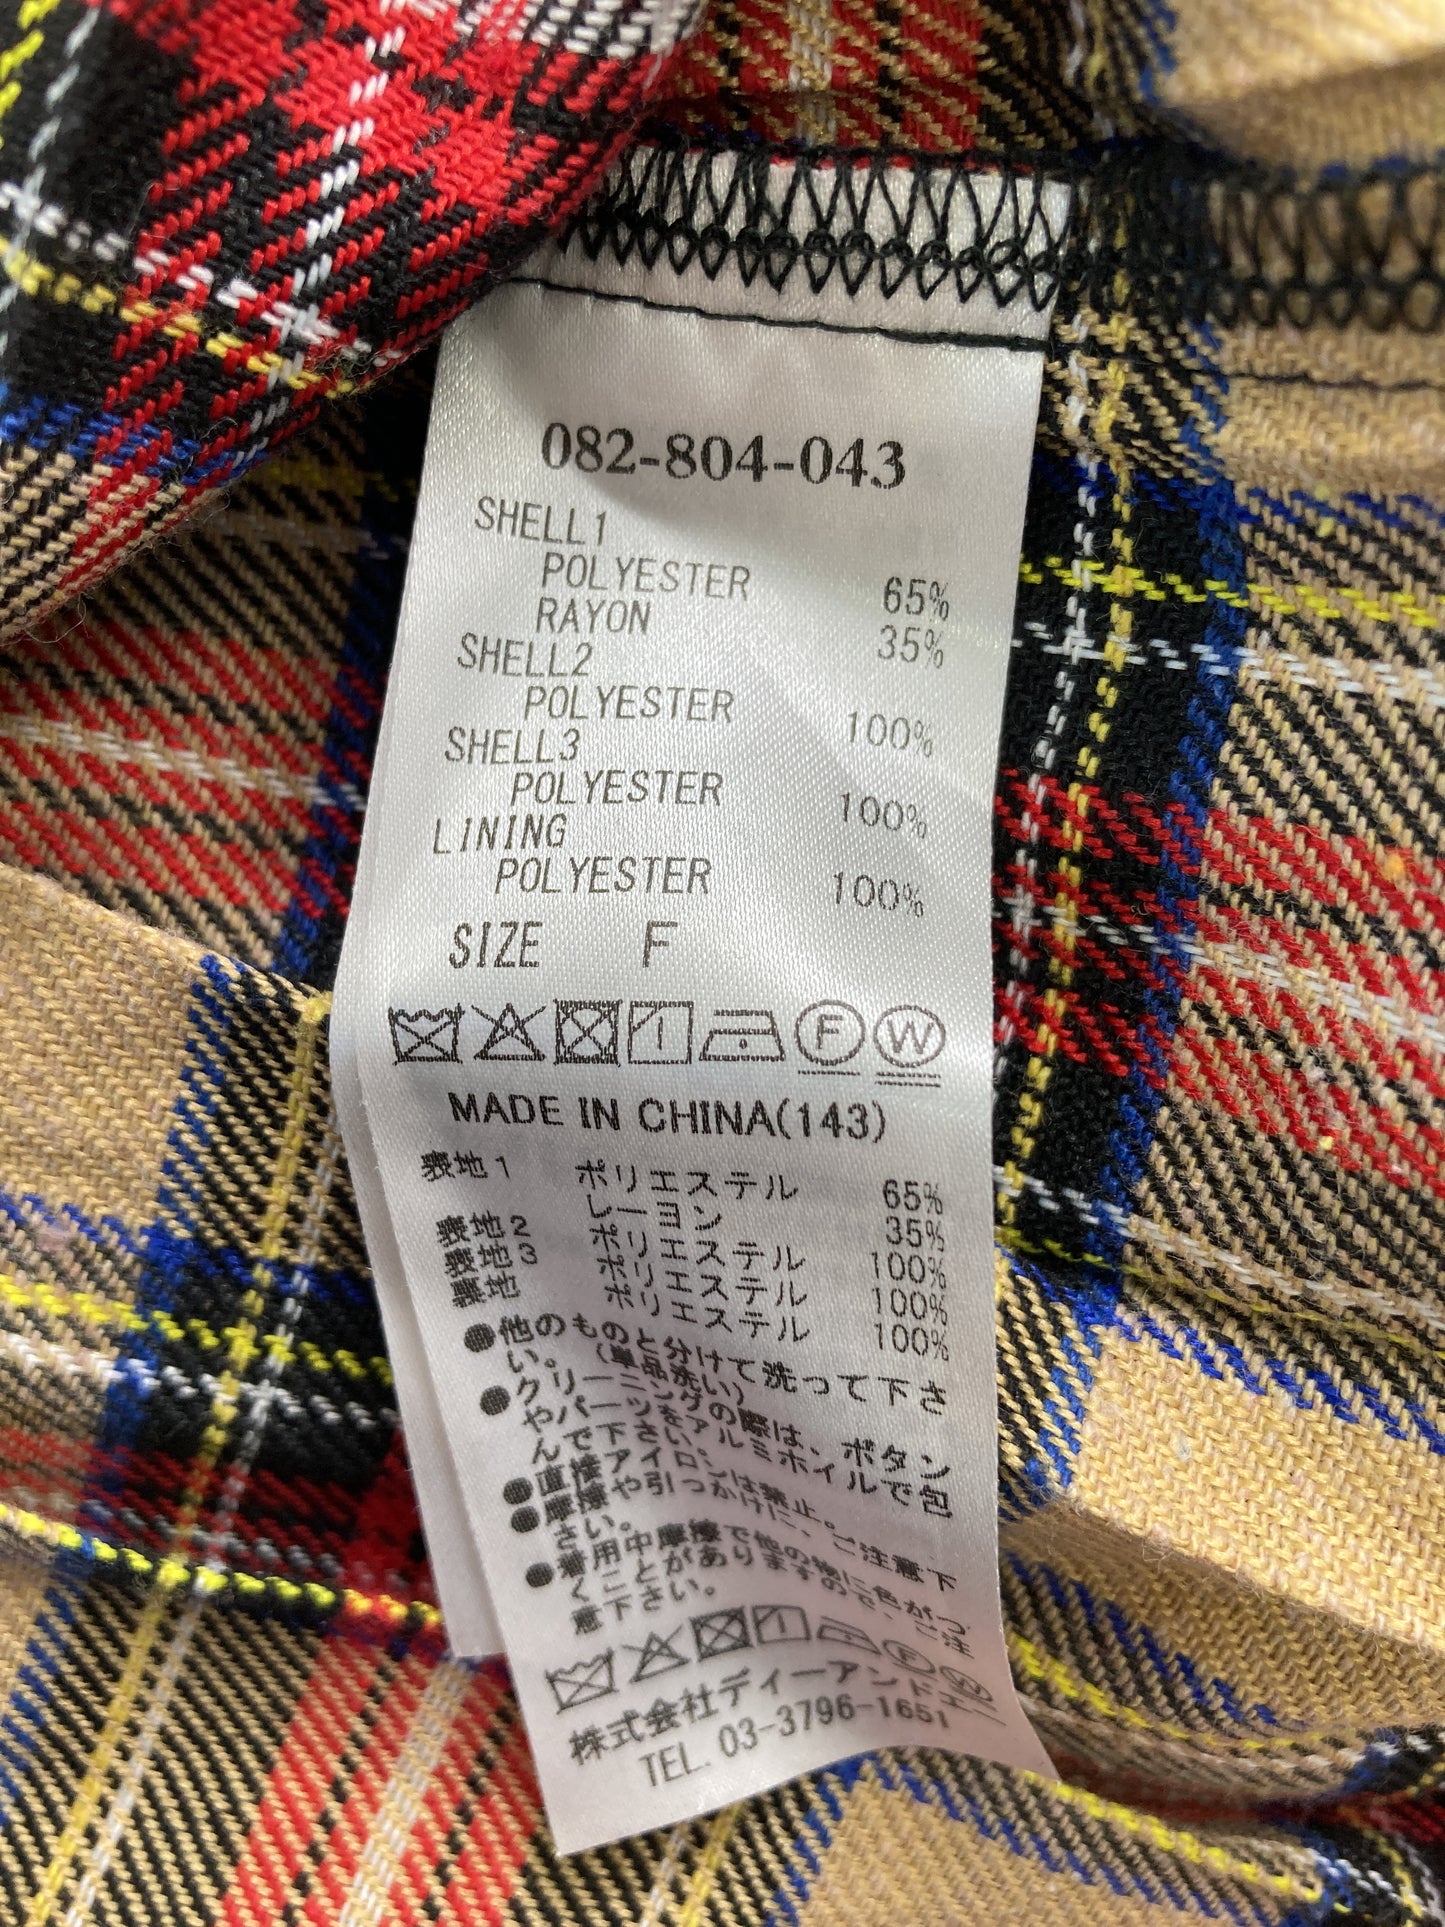 082-804-043
SHELL1
POLYESTER 65%
RAYON 35%
SHELL2
POLYESTER 100%
SHELL3
POLYESTER 100%
LINING
POLYESTER 100%
SIZE F
F W
MADE IN CHINA(143)
表地1 ポリエステル 65%
レーヨン 35%
表地2 ポリエステル 100%
表地3 ポリエステル 100%
裏地 ポリエステル 100%
●他のものと分けて洗って下さ
い。(単品洗い)
●クリーニングの際は、ボタン
やパーツをアルミホイルで包
んで下さい。
●直接アイロンは禁止。
●摩擦や引っかけに、ご注意下
さい。
●着用中摩擦で他の物に色がつ
くことがありますので、ご注
意下さい。
株式会社ディーアンドエー
TEL. 03-3796-1651